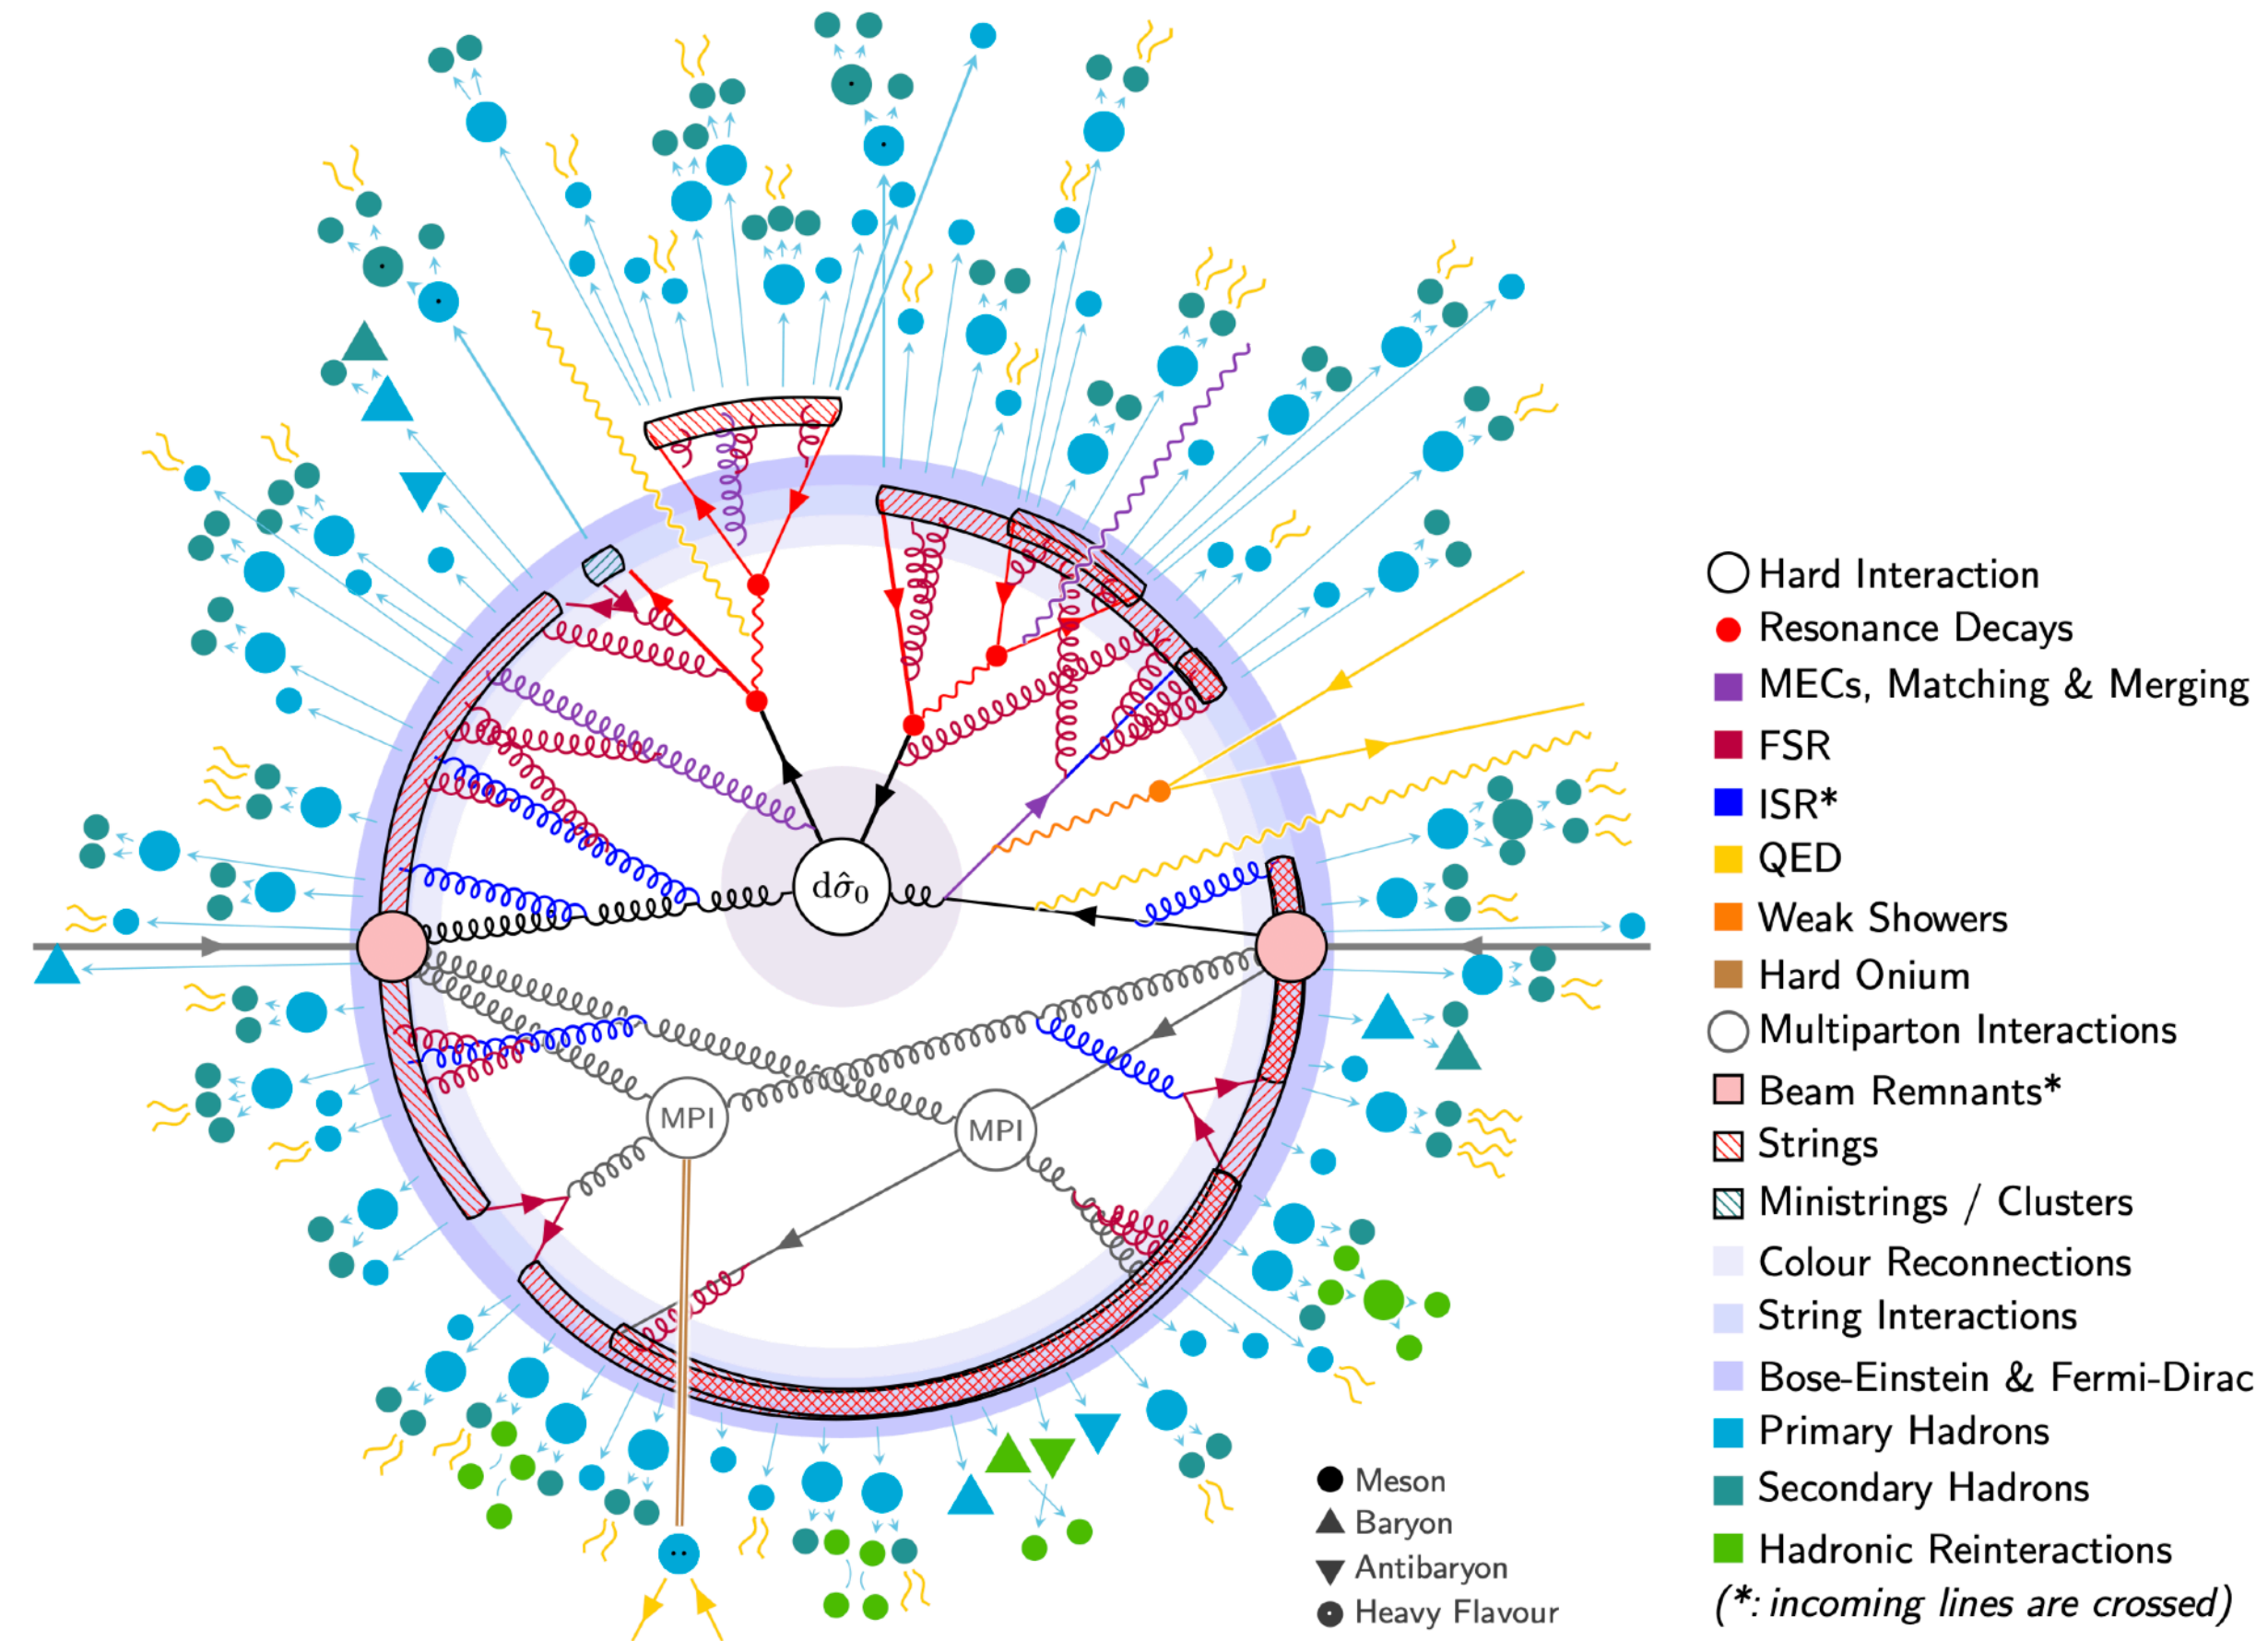 dσ̂₀
MPI
MPI
Meson
Baryon
Antibaryon
Heavy Flavour
Hard Interaction
Resonance Decays
MECs, Matching & Merging
FSR
ISR*
QED
Weak Showers
Hard Onium
Multiparton Interactions
Beam Remnants*
Strings
Ministrings / Clusters
Colour Reconnections
String Interactions
Bose-Einstein & Fermi-Dirac
Primary Hadrons
Secondary Hadrons
Hadronic Reinteractions
(*: incoming lines are crossed)